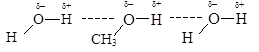 δ– δ+ δ– δ+ δ– δ+
O—H -----O—H ----- O—H
H CH₃ H